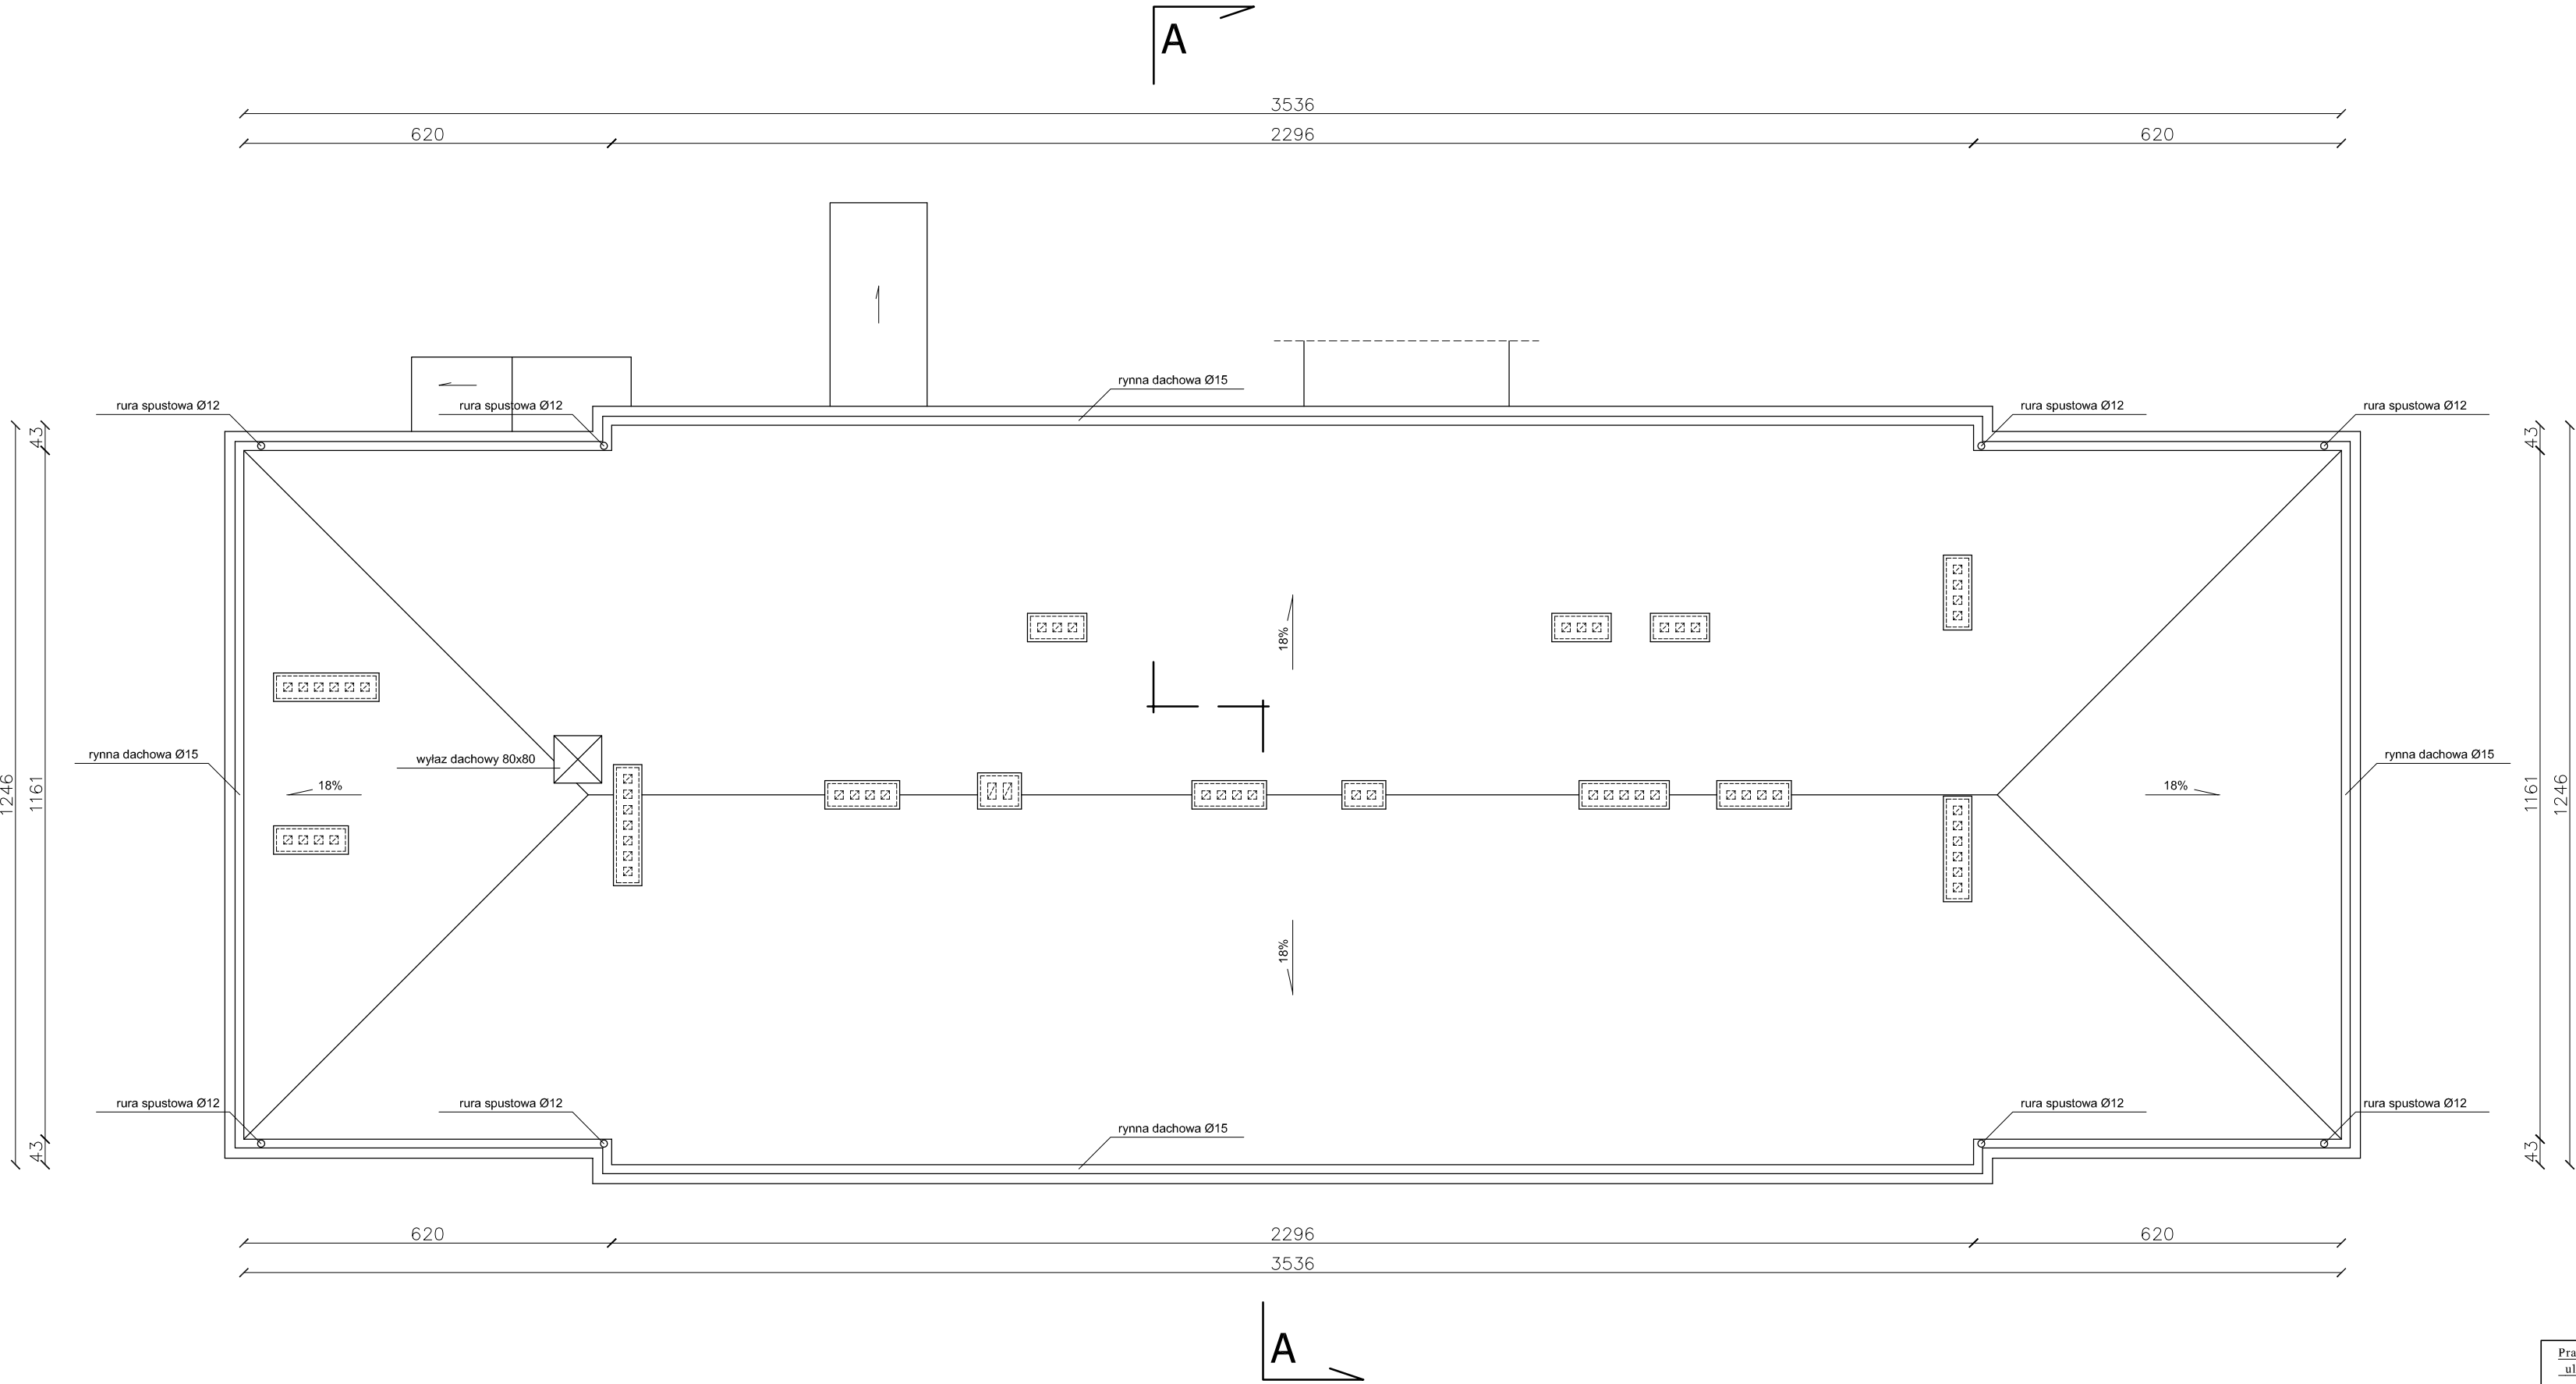 A
3536
620 2296 620
rynna dachowa Ø15
rura spustowa Ø12 rura spustowa Ø12 rura spustowa Ø12 rura spustowa Ø12
43 43
18%
rynna dachowa Ø15 wyłaz dachowy 80x80 rynna dachowa Ø15
1246 1161 18% 18% 1161 1246
18%
rura spustowa Ø12 rura spustowa Ø12 rura spustowa Ø12 rura spustowa Ø12
rynna dachowa Ø15
43 43
620 2296 620
3536
A
Pra
ul